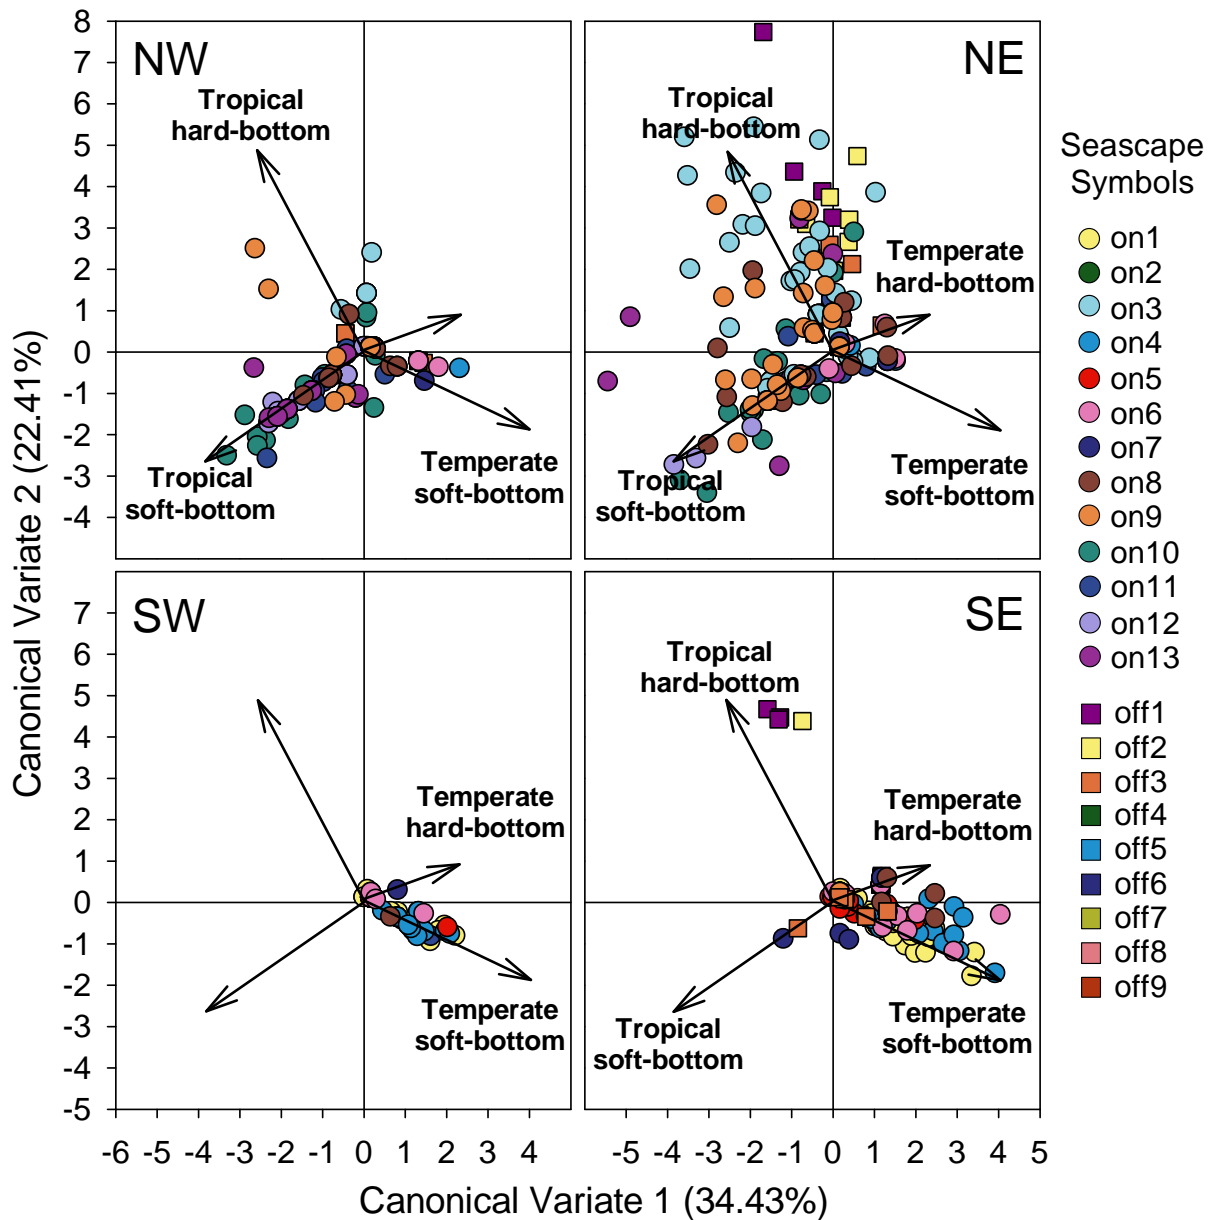 8
7
6
5
4
3
2
1
0
-1
-2
-3
-4
NW
Tropical
hard-bottom
Tropical
soft-bottom
Temperate
soft-bottom
NE
Tropical
hard-bottom
Temperate
hard-bottom
Tropical
soft-bottom
Temperate
soft-bottom
7
6
5
4
3
2
1
0
-1
-2
-3
-4
-5
SW
Temperate
hard-bottom
Temperate
soft-bottom
SE
Tropical
hard-bottom
Temperate
hard-bottom
Tropical
soft-bottom
Temperate
soft-bottom
-6 -5 -4 -3 -2 -1 0 1 2 3 4
-5 -4 -3 -2 -1 0 1 2 3 4 5
Canonical Variate 1 (34.43%)
Canonical Variate 2 (22.41%)
Seascape
Symbols
on1
on2
on3
on4
on5
on6
on7
on8
on9
on10
on11
on12
on13
off1
off2
off3
off4
off5
off6
off7
off8
off9